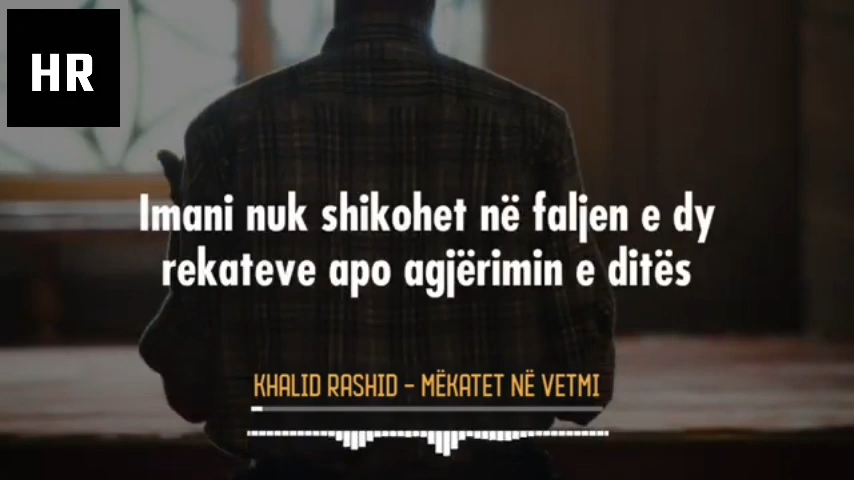 HR
Imani nuk shikohet në faljen e dy
rekateve apo agjërimin e ditës
KHALID RASHID - MËKATET NË VETMI